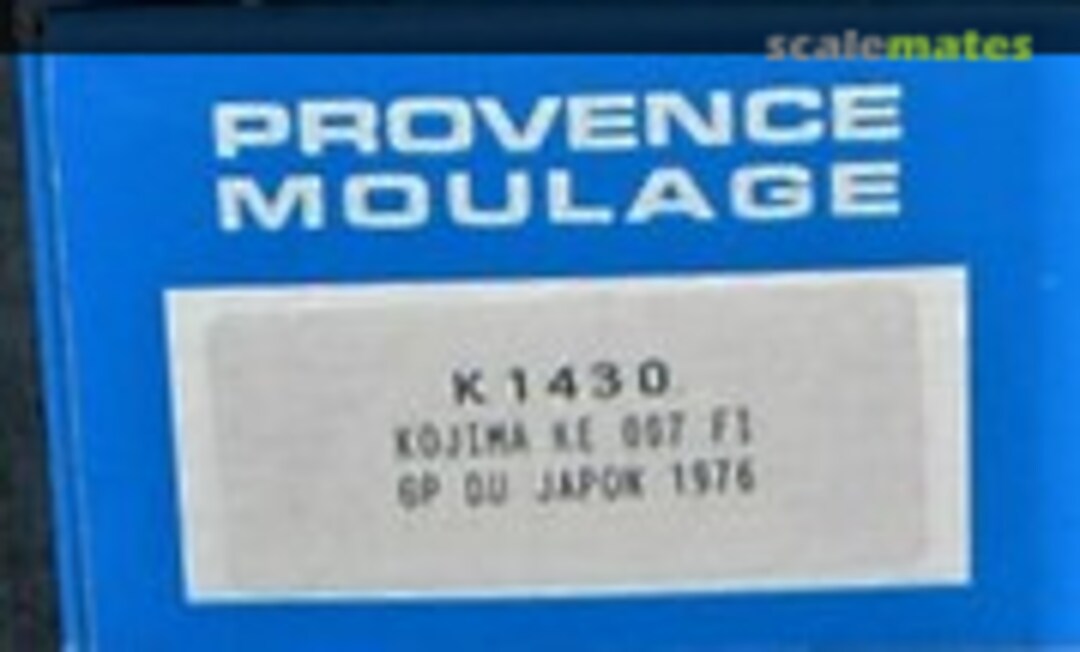 scalemates
PROVENCE
MOULAGE
K1430
KOJIMA KE 007 F1
GP DU JAPON 1976